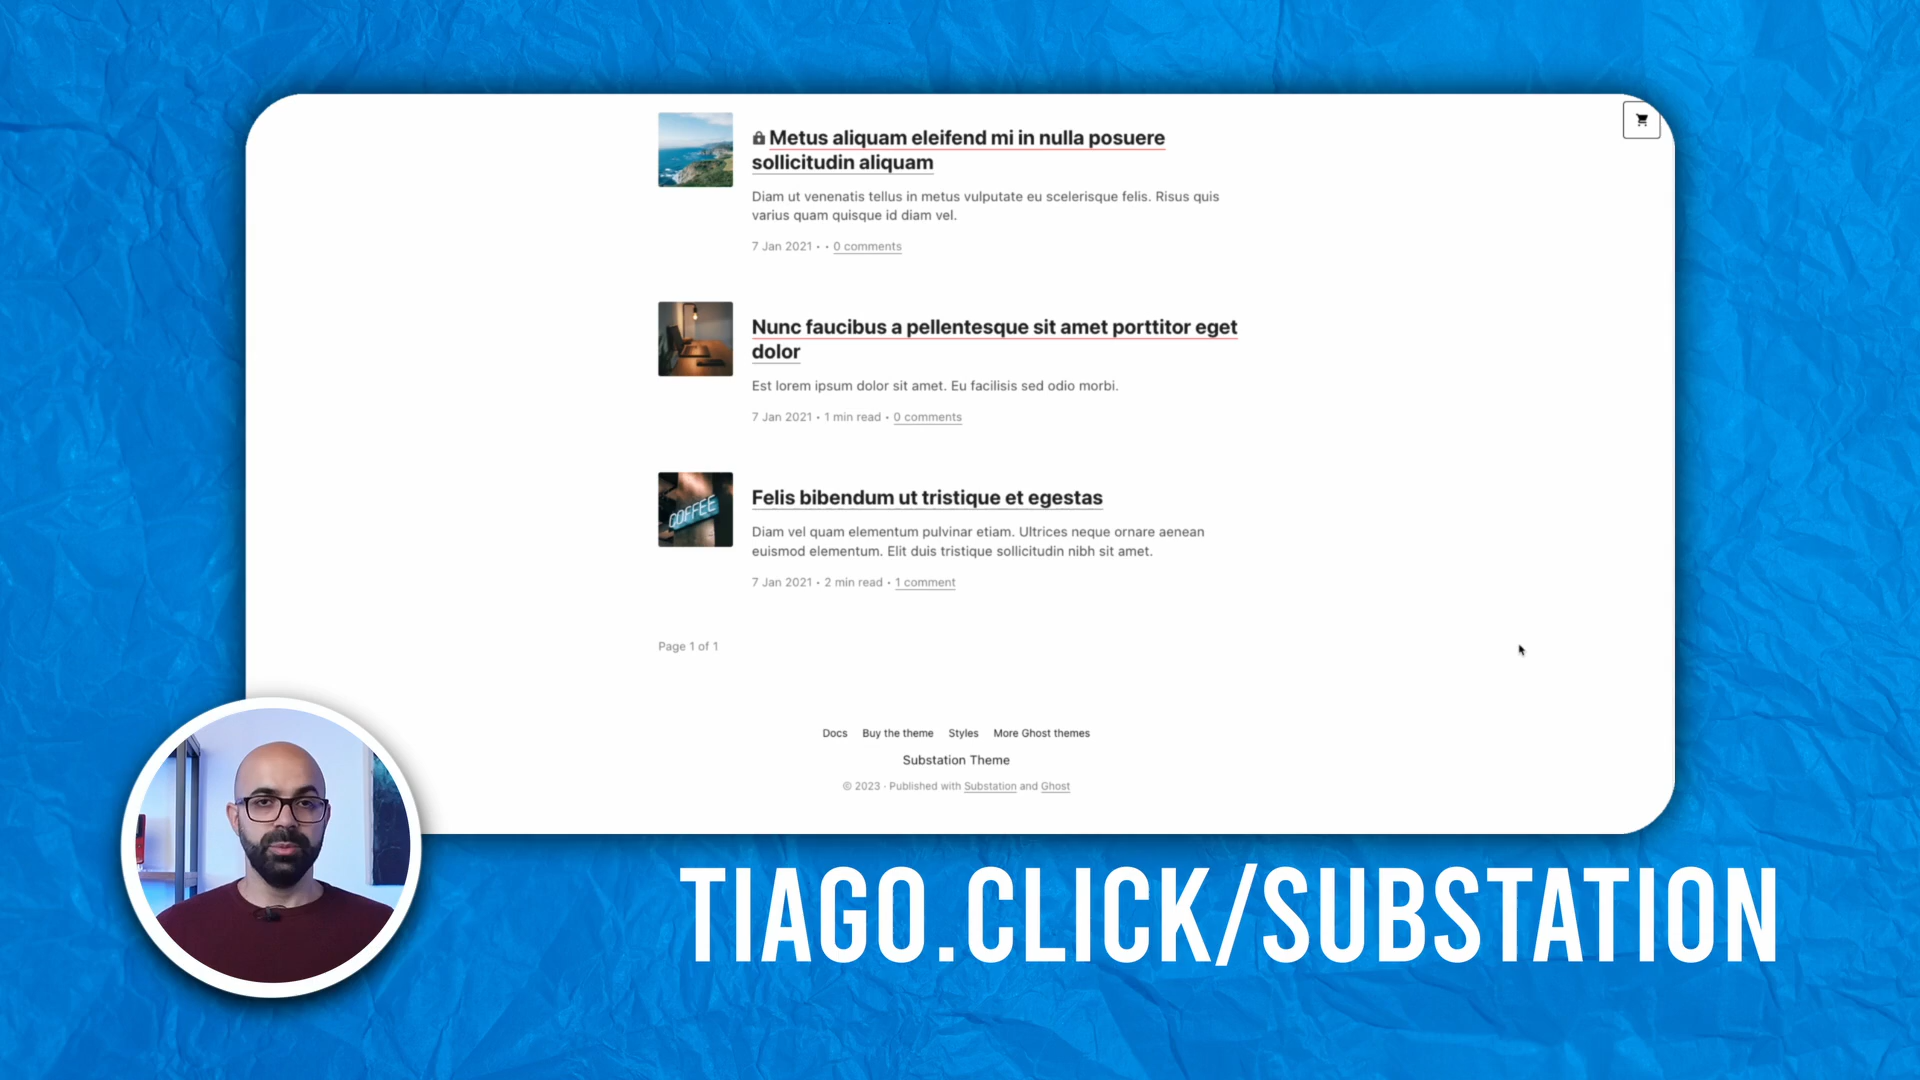 Metus aliquam eleifend mi in nulla posuere
sollicitudin aliquam
Diam ut venenatis tellus in metus vulputate eu scelerisque felis. Risus quis
varius quam quisque id diam vel.
7 Jan 2021 • • 0 comments
Nunc faucibus a pellentesque sit amet porttitor eget
dolor
Est lorem ipsum dolor sit amet. Eu facilisis sed odio morbi.
7 Jan 2021 • 1 min read • 0 comments
COFFEE
Felis bibendum ut tristique et egestas
Diam vel quam elementum pulvinar etiam. Ultrices neque ornare aenean
euismod elementum. Elit duis tristique sollicitudin nibh sit amet.
7 Jan 2021 • 2 min read • 1 comment
Page 1 of 1
Docs Buy the theme Styles More Ghost themes
Substation Theme
© 2023 · Published with Substation and Ghost
TIAGO.CLICK/SUBSTATION